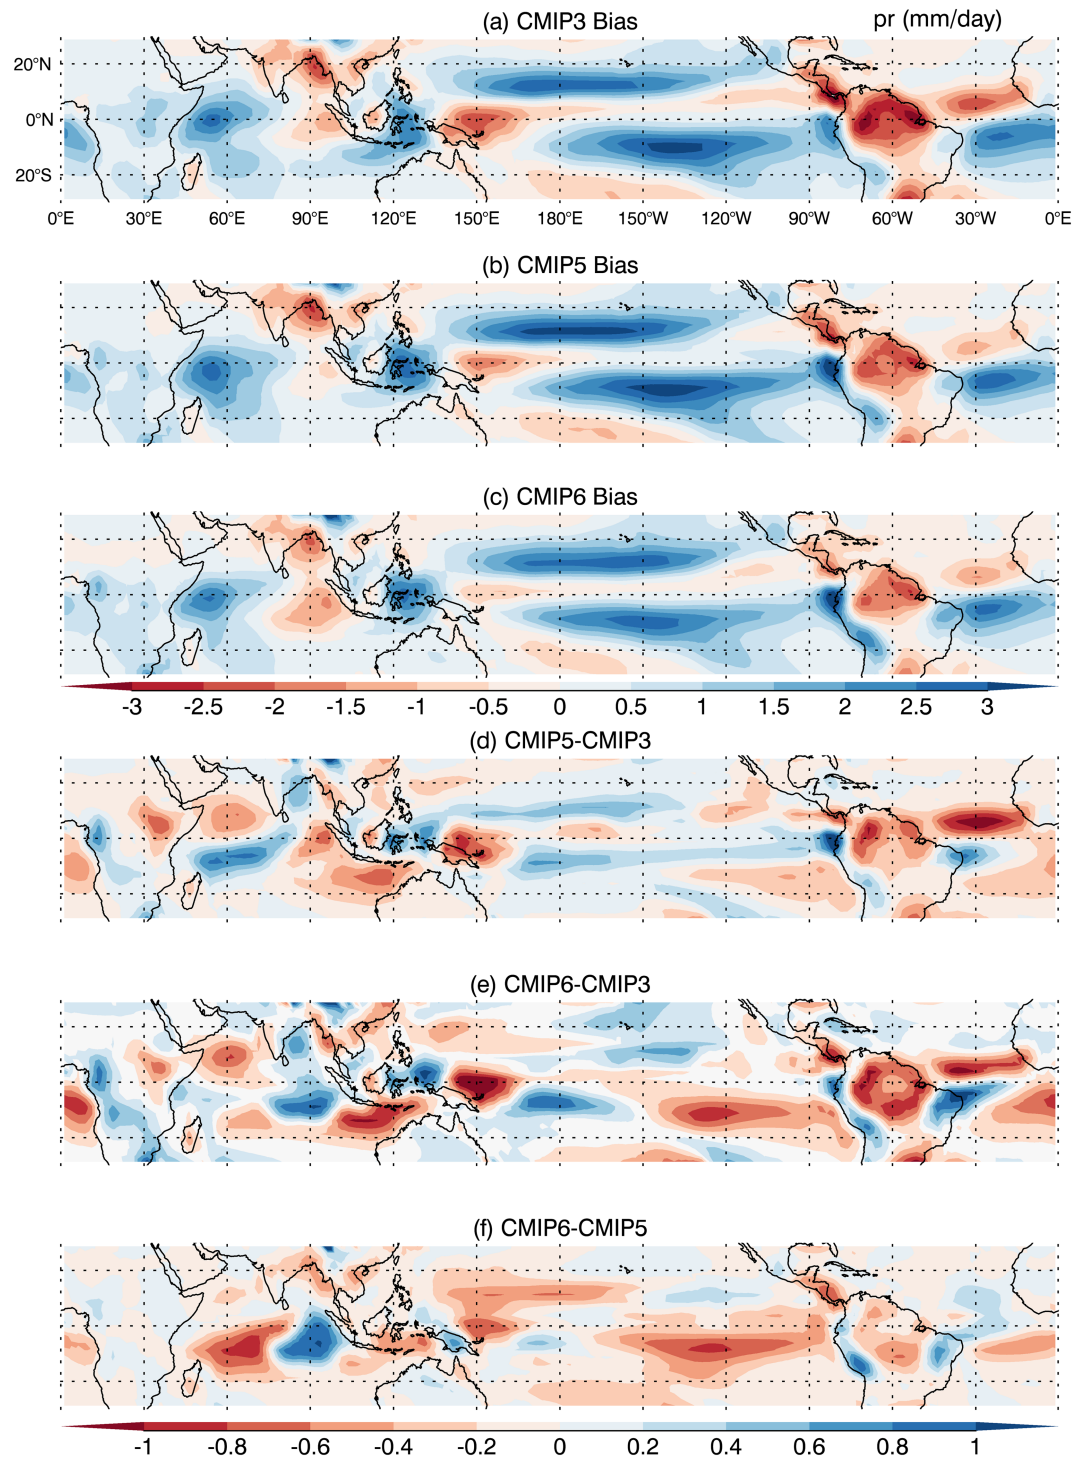 (a) CMIP3 Bias pr (mm/day)
20°N
0°N
20°S
0°E 30°E 60°E 90°E 120°E 150°E 180°E 150°W 120°W 90°W 60°W 30°W 0°E
(b) CMIP5 Bias
(c) CMIP6 Bias
-3 -2.5 -2 -1.5 -1 -0.5 0 0.5 1 1.5 2 2.5 3
(d) CMIP5-CMIP3
(e) CMIP6-CMIP3
(f) CMIP6-CMIP5
-1 -0.8 -0.6 -0.4 -0.2 0 0.2 0.4 0.6 0.8 1